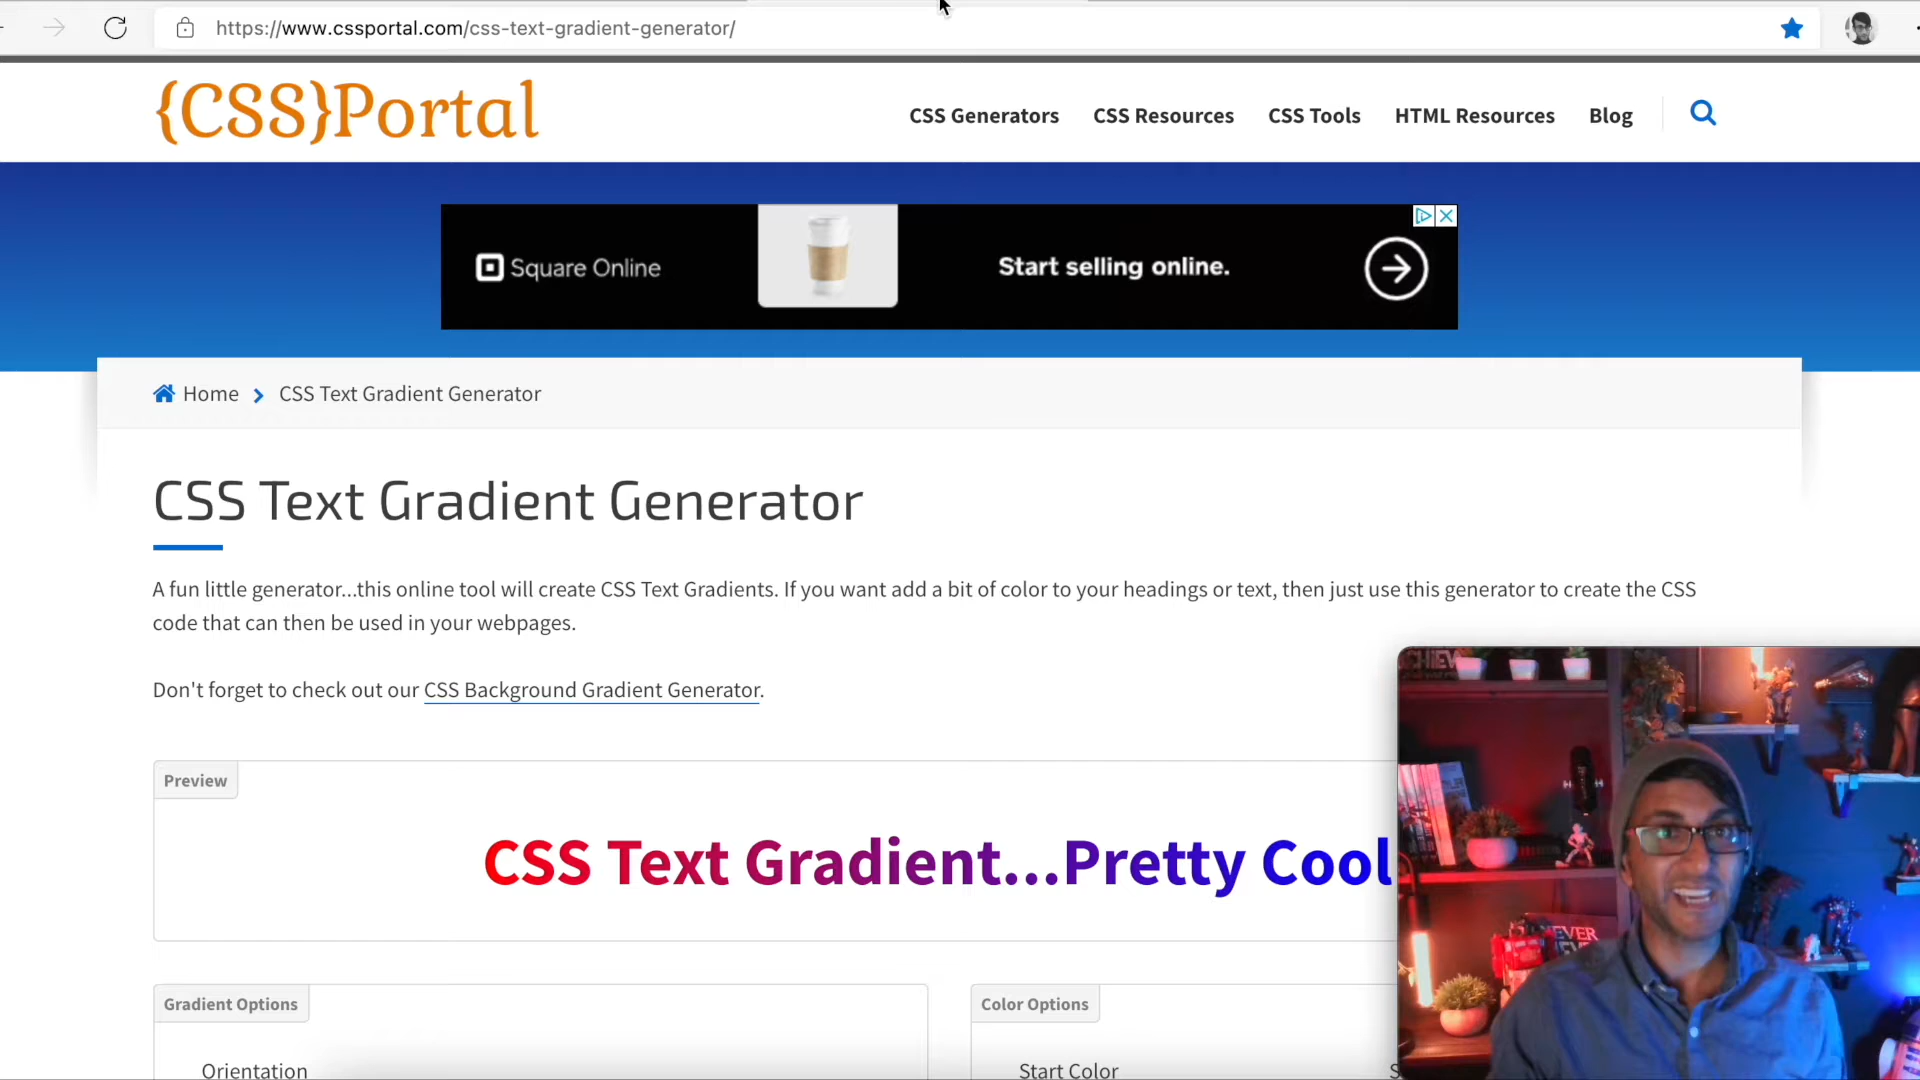 https://www.cssportal.com/css-text-gradient-generator/
{CSS}Portal
CSS Generators CSS Resources CSS Tools HTML Resources Blog
Square Online
Start selling online.
Home CSS Text Gradient Generator
CSS Text Gradient Generator
A fun little generator...this online tool will create CSS Text Gradients. If you want add a bit of color to your headings or text, then just use this generator to create the CSS
code that can then be used in your webpages.
Don't forget to check out our CSS Background Gradient Generator.
Preview
CSS Text Gradient...Pretty Cool
Gradient Options
Color Options
Orientation
Start Color